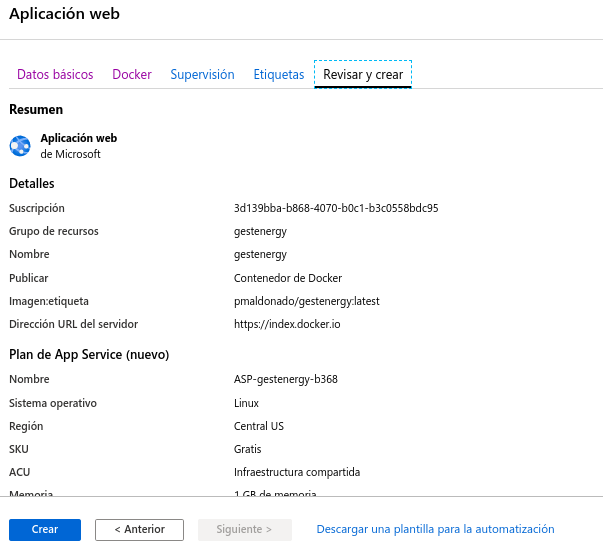 Aplicación web
Datos básicos Docker Supervisión Etiquetas Revisar y crear
Resumen
Aplicación web
de Microsoft
Detalles
Suscripción 3d139bba-b868-4070-b0c1-b3c0558bdc95
Grupo de recursos gestenergy
Nombre gestenergy
Publicar Contenedor de Docker
Imagen:etiqueta pmaldonado/gestenergy:latest
Dirección URL del servidor https://index.docker.io
Plan de App Service (nuevo)
Nombre ASP-gestenergy-b368
Sistema operativo Linux
Región Central US
SKU Gratis
ACU Infraestructura compartida
Memoria 1 GB de memoria
Crear < Anterior Siguiente > Descargar una plantilla para la automatización